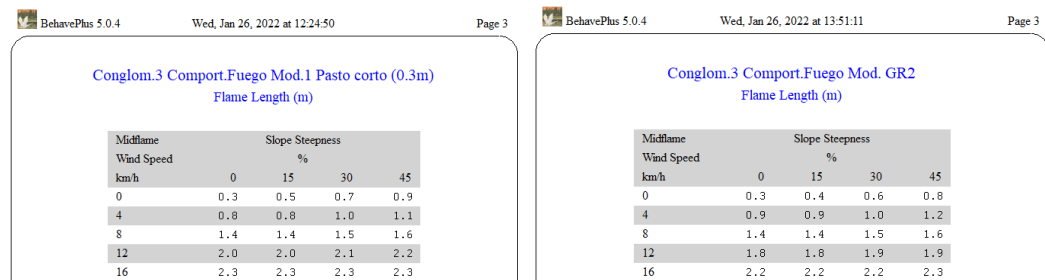 BehavePlus 5.0.4 Wed, Jan 26, 2022 at 12:24:50 Page 3
Conglom.3 Comport.Fuego Mod.1 Pasto corto (0.3m)
Flame Length (m)
Midflame Slope Steepness
Wind Speed %
km/h 0 15 30 45
0 0.3 0.5 0.7 0.9
4 0.8 0.8 1.0 1.1
8 1.4 1.4 1.5 1.6
12 2.0 2.0 2.1 2.2
16 2.3 2.3 2.3 2.3
BehavePlus 5.0.4 Wed, Jan 26, 2022 at 13:51:11 Page 3
Conglom.3 Comport.Fuego Mod. GR2
Flame Length (m)
Midflame Slope Steepness
Wind Speed %
km/h 0 15 30 45
0 0.3 0.4 0.6 0.8
4 0.9 0.9 1.0 1.2
8 1.4 1.4 1.5 1.6
12 1.8 1.8 1.9 1.9
16 2.2 2.2 2.2 2.3